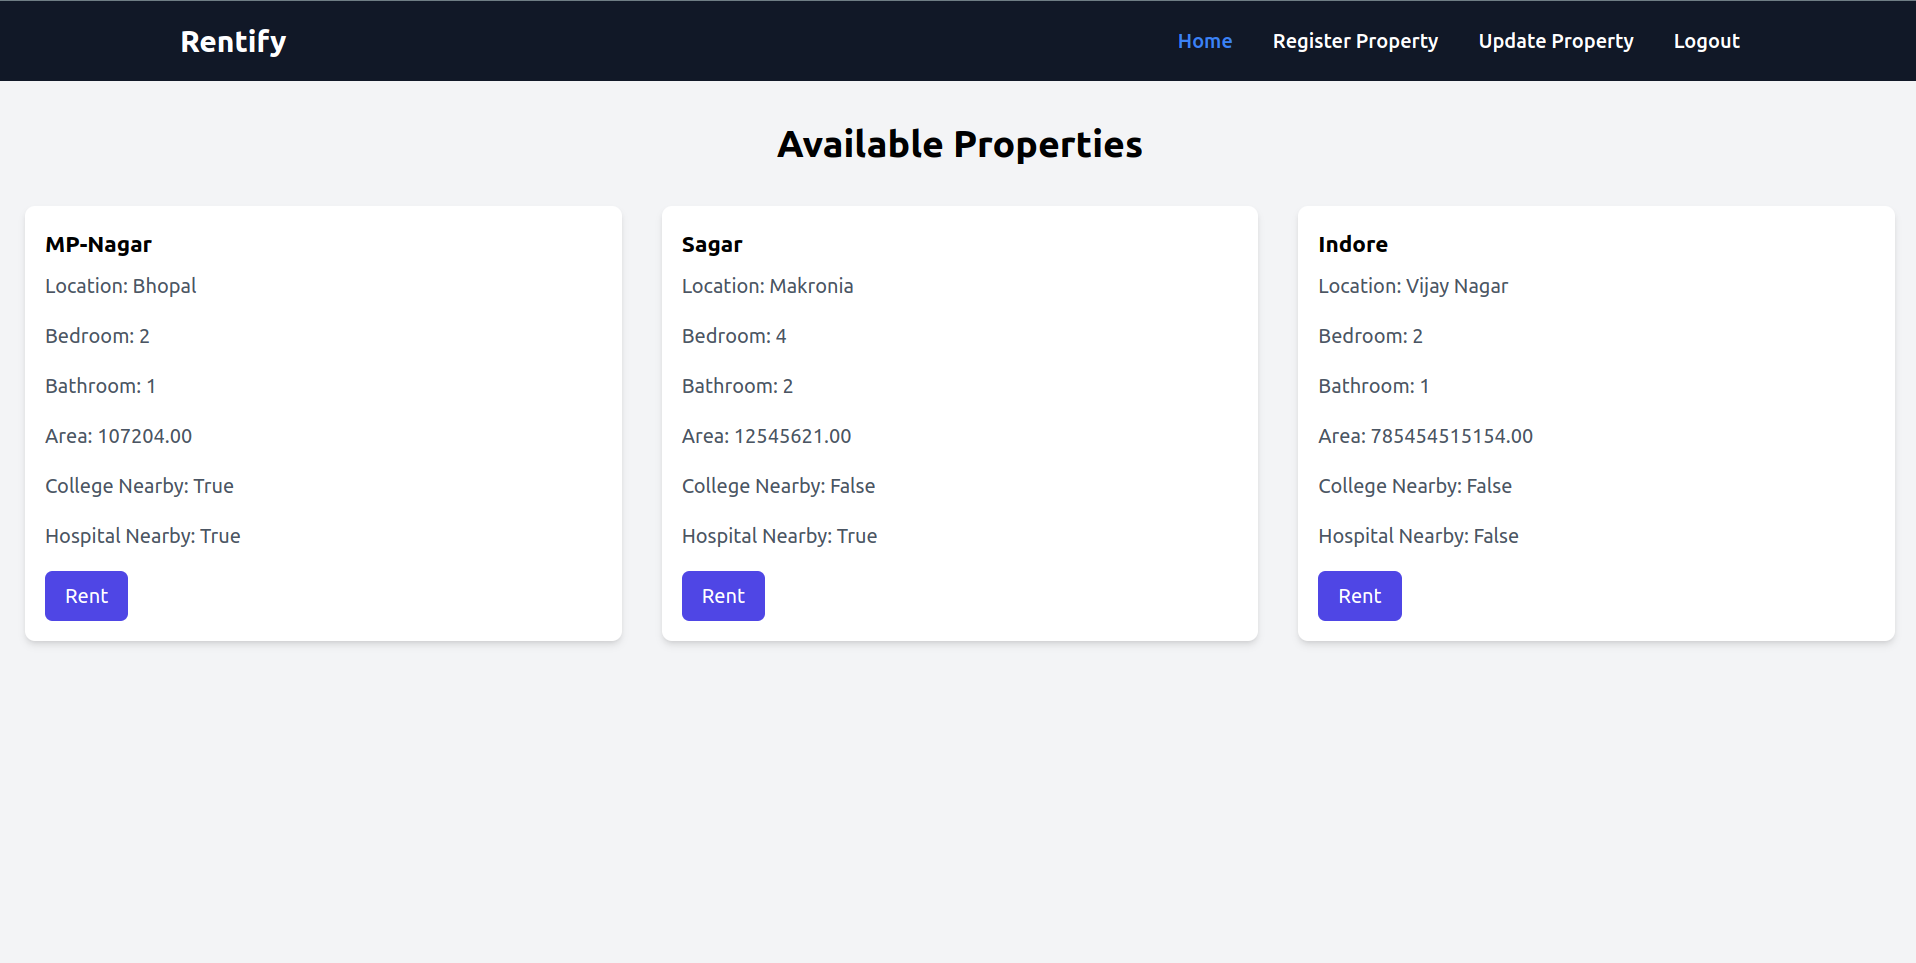 Rentify
Home Register Property Update Property Logout
Available Properties
MP-Nagar
Location: Bhopal
Bedroom: 2
Bathroom: 1
Area: 107204.00
College Nearby: True
Hospital Nearby: True
Rent
Sagar
Location: Makronia
Bedroom: 4
Bathroom: 2
Area: 12545621.00
College Nearby: False
Hospital Nearby: True
Rent
Indore
Location: Vijay Nagar
Bedroom: 2
Bathroom: 1
Area: 785454515154.00
College Nearby: False
Hospital Nearby: False
Rent